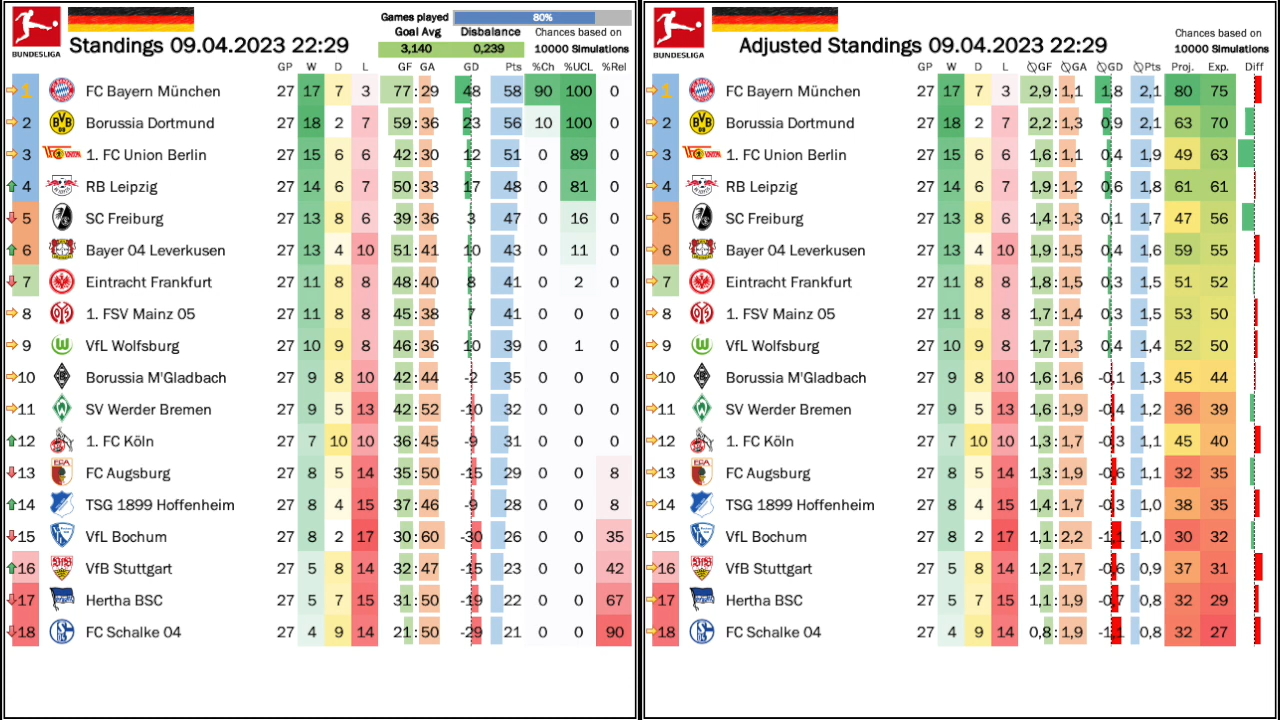 Games played 80%
Goal Avg Disbalance Chances based on
BUNDESLIGA Standings 09.04.2023 22:29 3,140 0,239 10000 Simulations
GP W D L GF GA GD Pts %Ch %UCL %Rel
1 FC Bayern München 27 17 7 3 77 : 29 48 58 90 100 0
2 Borussia Dortmund 27 18 2 7 59 : 36 23 56 10 100 0
3 1. FC Union Berlin 27 15 6 6 42 : 30 12 51 0 89 0
4 RB Leipzig 27 14 6 7 50 : 33 17 48 0 81 0
5 SC Freiburg 27 13 8 6 39 : 36 3 47 0 16 0
6 Bayer 04 Leverkusen 27 13 4 10 51 : 41 10 43 0 11 0
7 Eintracht Frankfurt 27 11 8 8 48 : 40 8 41 0 2 0
8 1. FSV Mainz 05 27 11 8 8 45 : 38 7 41 0 0 0
9 VfL Wolfsburg 27 10 9 8 46 : 36 10 39 0 1 0
10 Borussia M'Gladbach 27 9 8 10 42 : 44 -2 35 0 0 0
11 SV Werder Bremen 27 9 5 13 42 : 52 -10 32 0 0 0
12 1. FC Köln 27 7 10 10 36 : 45 -9 31 0 0 0
13 FC Augsburg 27 8 5 14 35 : 50 -15 29 0 0 8
14 TSG 1899 Hoffenheim 27 8 4 15 37 : 46 -9 28 0 0 8
15 VfL Bochum 27 8 2 17 30 : 60 -30 26 0 0 35
16 VfB Stuttgart 27 5 8 14 32 : 47 -15 23 0 0 42
17 Hertha BSC 27 5 7 15 31 : 50 -19 22 0 0 67
18 FC Schalke 04 27 4 9 14 21 : 50 -29 21 0 0 90
Chances based on
BUNDESLIGA Adjusted Standings 09.04.2023 22:29 10000 Simulations
GP W D L ∅GF ∅GA ∅GD ∅Pts Proj. Exp. Diff
1 FC Bayern München 27 17 7 3 2,9 : 1,1 1,8 2,1 80 75
2 Borussia Dortmund 27 18 2 7 2,2 : 1,3 0,9 2,1 63 70
3 1. FC Union Berlin 27 15 6 6 1,6 : 1,1 0,4 1,9 49 63
4 RB Leipzig 27 14 6 7 1,9 : 1,2 0,6 1,8 61 61
5 SC Freiburg 27 13 8 6 1,4 : 1,3 0,1 1,7 47 56
6 Bayer 04 Leverkusen 27 13 4 10 1,9 : 1,5 0,4 1,6 59 55
7 Eintracht Frankfurt 27 11 8 8 1,8 : 1,5 0,3 1,5 51 52
8 1. FSV Mainz 05 27 11 8 8 1,7 : 1,4 0,3 1,5 53 50
9 VfL Wolfsburg 27 10 9 8 1,7 : 1,3 0,4 1,4 52 50
10 Borussia M'Gladbach 27 9 8 10 1,6 : 1,6 -0,1 1,3 45 44
11 SV Werder Bremen 27 9 5 13 1,6 : 1,9 -0,4 1,2 36 39
12 1. FC Köln 27 7 10 10 1,3 : 1,7 -0,3 1,1 45 40
13 FC Augsburg 27 8 5 14 1,3 : 1,9 -0,6 1,1 32 35
14 TSG 1899 Hoffenheim 27 8 4 15 1,4 : 1,7 -0,3 1,0 38 35
15 VfL Bochum 27 8 2 17 1,1 : 2,2 -1,1 1,0 30 32
16 VfB Stuttgart 27 5 8 14 1,2 : 1,7 -0,6 0,9 37 31
17 Hertha BSC 27 5 7 15 1,1 : 1,9 -0,7 0,8 32 29
18 FC Schalke 04 27 4 9 14 0,8 : 1,9 -1,1 0,8 32 27